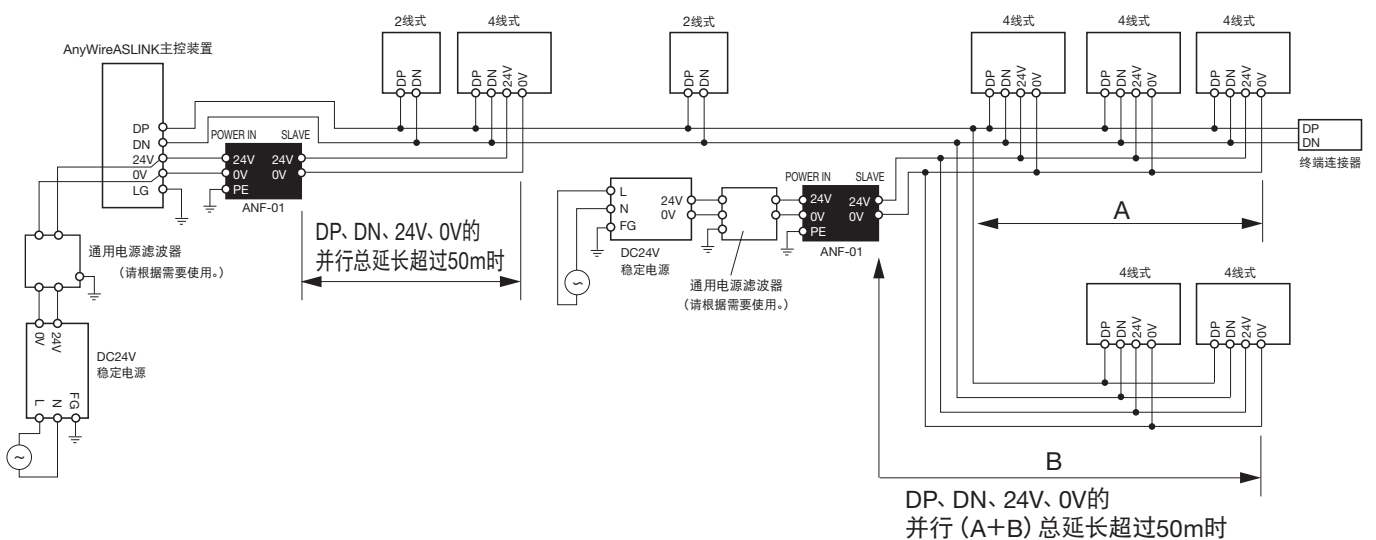 AnyWireASLINK主控装置
DP
DN
24V
0V
LG
POWER IN
SLAVE
24V
24V
0V
0V
PE
ANF-01
2线式
DP
DN
4线式
DP
DN
24V
0V
2线式
DP
DN
4线式
DP
DN
24V
0V
4线式
DP
DN
24V
0V
4线式
DP
DN
24V
0V
DP
DN
终端连接器
通用电源滤波器
（请根据需要使用。）
0V
24V
DC24V
稳定电源
L
N
FG
~
DP、DN、24V、0V的
并行总延长超过50m时
L
N
FG
24V
0V
DC24V
稳定电源
~
通用电源滤波器
（请根据需要使用。）
POWER IN
SLAVE
24V
24V
0V
0V
PE
ANF-01
A
4线式
DP
DN
24V
0V
4线式
DP
DN
24V
0V
B
DP、DN、24V、0V的
并行（A+B）总延长超过50m时